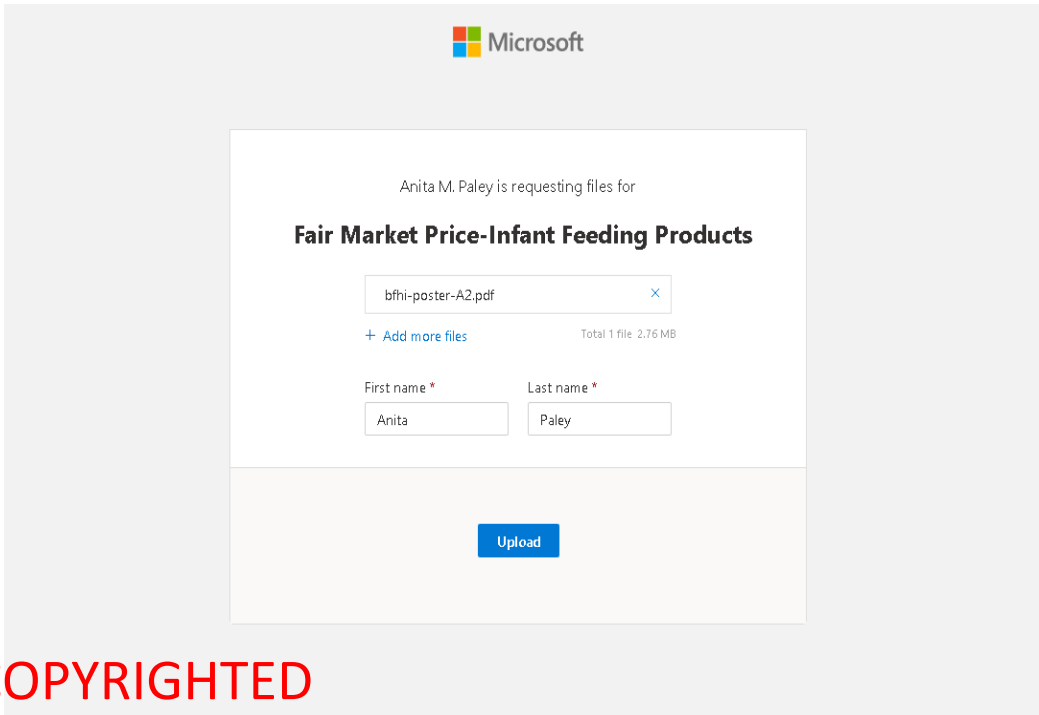 Microsoft
Anita M. Paley is requesting files for
Fair Market Price-Infant Feeding Products
bfhi-poster-A2.pdf ×
+ Add more files Total 1 file 2.76 MB
First name * Last name *
Anita Paley
Upload
OPYRIGHTED